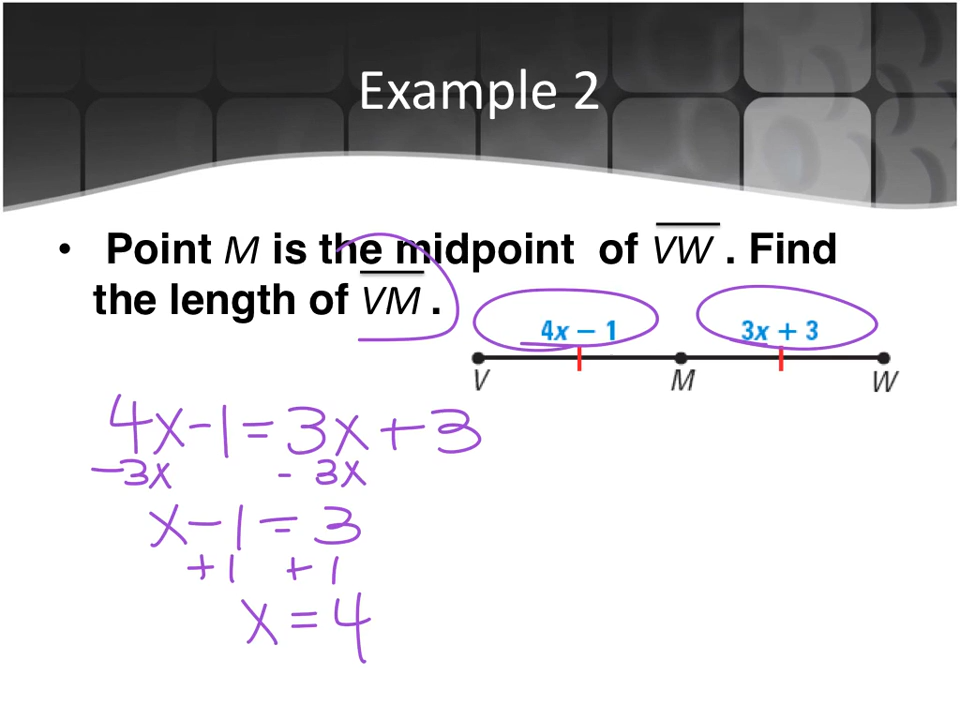 Example 2
• Point M is the midpoint of VW . Find
the length of VM .
4x − 1 3x + 3
V M W
4x-1=3x+3
-3x - 3x
x-1=3
+1 +1
x=4